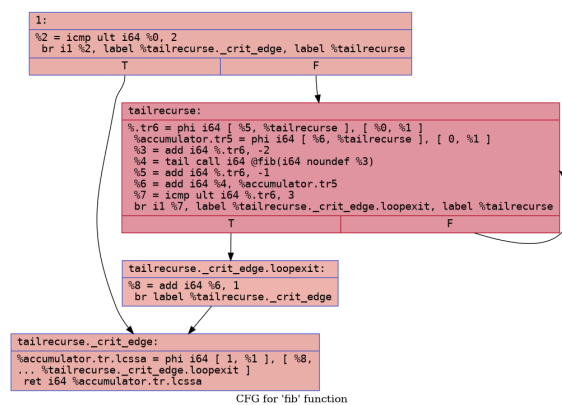 1:
%2 = icmp ult i64 %0, 2
br i1 %2, label %tailrecurse._crit_edge, label %tailrecurse
T
F
tailrecurse:
%.tr6 = phi i64 [ %5, %tailrecurse ], [ %0, %1 ]
%accumulator.tr5 = phi i64 [ %6, %tailrecurse ], [ 0, %1 ]
%3 = add i64 %.tr6, -2
%4 = tail call i64 @fib(i64 noundef %3)
%5 = add i64 %.tr6, -1
%6 = add i64 %4, %accumulator.tr5
%7 = icmp ult i64 %.tr6, 3
br i1 %7, label %tailrecurse._crit_edge.loopexit, label %tailrecurse
T
F
tailrecurse._crit_edge.loopexit:
%8 = add i64 %6, 1
br label %tailrecurse._crit_edge
tailrecurse._crit_edge:
%accumulator.tr.lcssa = phi i64 [ 1, %1 ], [ %8,
... %tailrecurse._crit_edge.loopexit ]
ret i64 %accumulator.tr.lcssa
CFG for 'fib' function